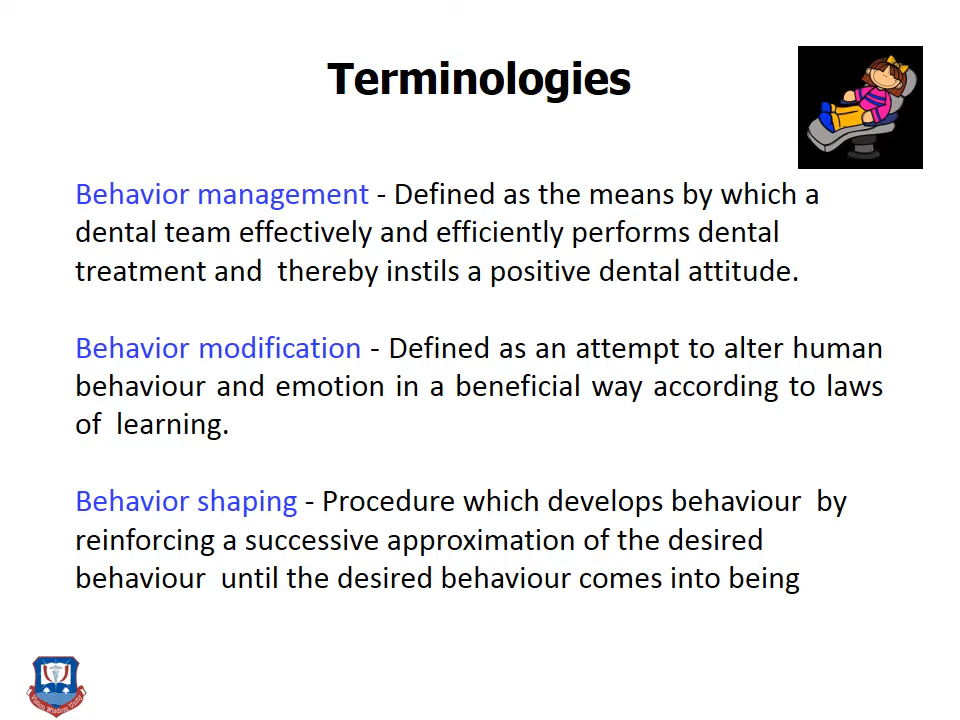 Terminologies
Behavior management - Defined as the means by which a
dental team effectively and efficiently performs dental
treatment and  thereby instils a positive dental attitude.
Behavior modification - Defined as an attempt to alter human
behaviour and emotion in a beneficial way according to laws
of  learning.
Behavior shaping - Procedure which develops behaviour  by
reinforcing a successive approximation of the desired
behaviour  until the desired behaviour comes into being
Vision Wisdom Unity